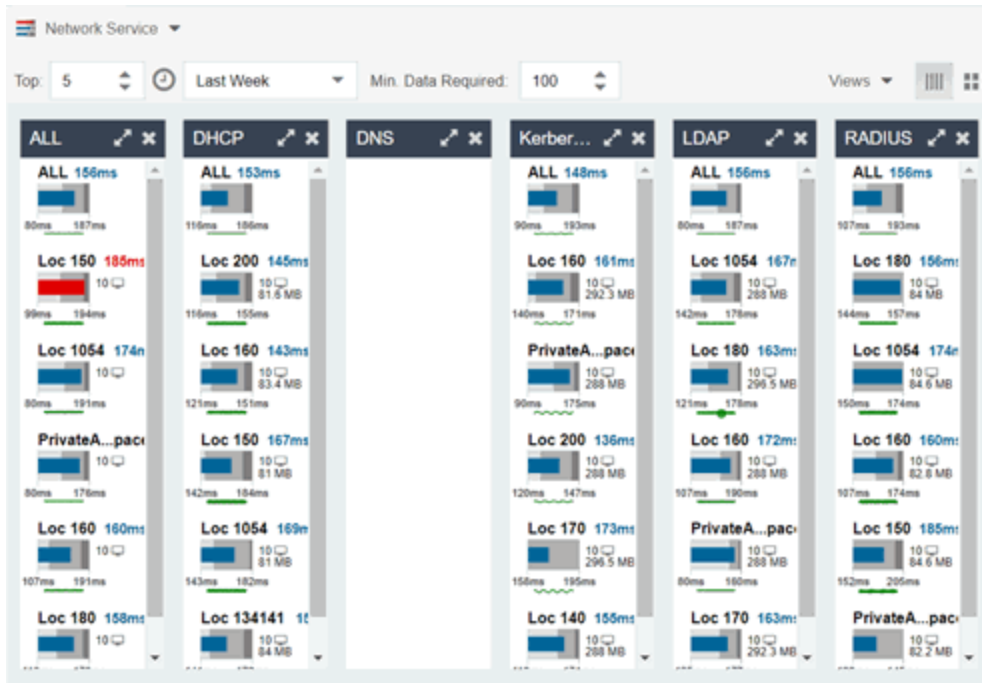 Network Service
Top: 5 Last Week Min. Data Required: 100 Views
ALL
ALL 156ms
80ms 187ms
Loc 150 185ms
10
99ms 194ms
Loc 1054 174m
10
80ms 191ms
PrivateA...pace
10
80ms 176ms
Loc 160 160ms
10
107ms 191ms
Loc 180 158ms
10
DHCP
ALL 153ms
116ms 186ms
Loc 200 145ms
10
81.6 MB
116ms 155ms
Loc 160 143ms
10
83.4 MB
121ms 151ms
Loc 150 167ms
10
81 MB
142ms 184ms
Loc 1054 169m
10
81 MB
143ms 182ms
Loc 134141 15
10
84 MB
DNS
Kerber...
ALL 148ms
90ms 193ms
Loc 160 161ms
10
292.3 MB
140ms 171ms
PrivateA...pace
10
288 MB
90ms 175ms
Loc 200 136ms
10
288 MB
120ms 147ms
Loc 170 173ms
10
296.5 MB
158ms 195ms
Loc 140 155ms
10
288 MB
LDAP
ALL 156ms
80ms 187ms
Loc 1054 167m
10
288 MB
142ms 178ms
Loc 180 163ms
10
296.5 MB
121ms 178ms
Loc 160 172ms
10
288 MB
107ms 190ms
PrivateA...pac
10
288 MB
80ms 160ms
Loc 170 163ms
10
292.3 MB
RADIUS
ALL 156ms
107ms 193ms
Loc 180 156ms
10
84 MB
144ms 157ms
Loc 1054 174m
10
84.6 MB
150ms 174ms
Loc 160 160ms
10
82.8 MB
107ms 174ms
Loc 150 185ms
10
84.6 MB
152ms 205ms
PrivateA...pac
10
82.2 MB